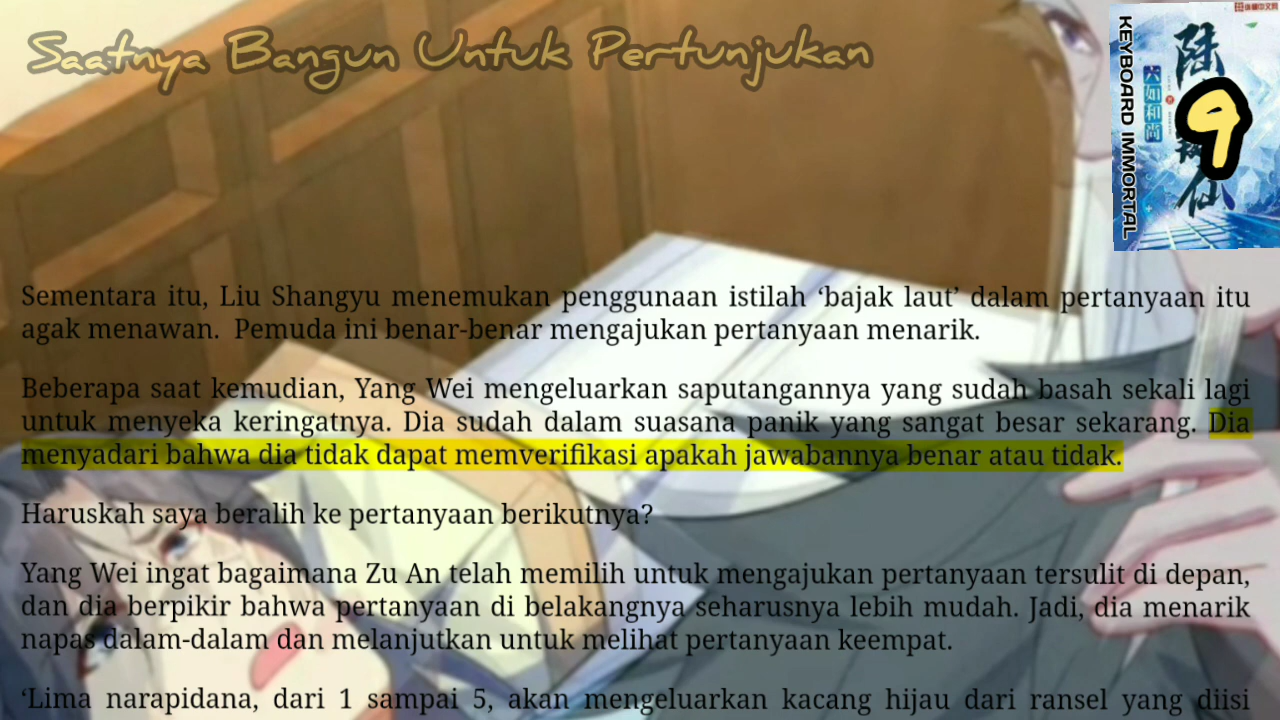 Saatnya Bangun Untuk Pertunjukan
KEYBOARD IMMORTAL
陆
六如和尚
仙
9
Sementara itu, Liu Shangyu menemukan penggunaan istilah ‘bajak laut’ dalam pertanyaan itu
agak menawan.  Pemuda ini benar-benar mengajukan pertanyaan menarik.
Beberapa saat kemudian, Yang Wei mengeluarkan saputangannya yang sudah basah sekali lagi
untuk menyeka keringatnya. Dia sudah dalam suasana panik yang sangat besar sekarang. Dia
menyadari bahwa dia tidak dapat memverifikasi apakah jawabannya benar atau tidak.
Haruskah saya beralih ke pertanyaan berikutnya?
Yang Wei ingat bagaimana Zu An telah memilih untuk mengajukan pertanyaan tersulit di depan,
dan dia berpikir bahwa pertanyaan di belakangnya seharusnya lebih mudah. Jadi, dia menarik
napas dalam-dalam dan melanjutkan untuk melihat pertanyaan keempat.
‘Lima narapidana, dari 1 sampai 5, akan mengeluarkan kacang hijau dari ransel yang diisi